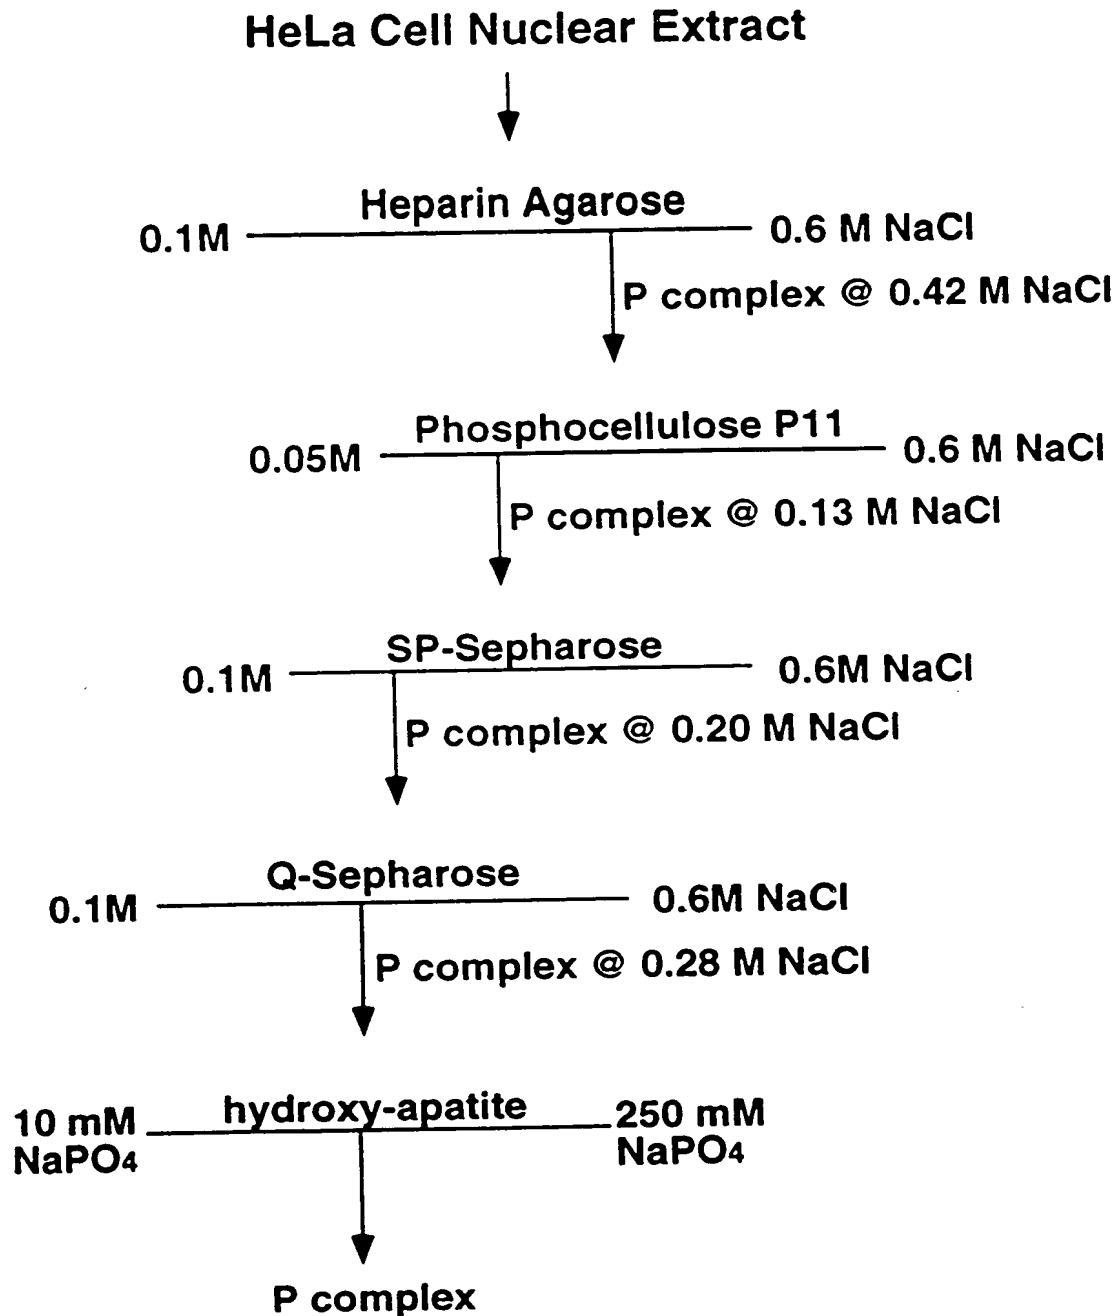 HeLa Cell Nuclear Extract
Heparin Agarose
0.1M
0.6 M NaCl
P complex @ 0.42 M NaCl
Phosphocellulose P11
0.05M
0.6 M NaCl
P complex @ 0.13 M NaCl
SP-Sepharose
0.1M
0.6M NaCl
P complex @ 0.20 M NaCl
Q-Sepharose
0.1M
0.6M NaCl
P complex @ 0.28 M NaCl
hydroxy-apatite
10 mM
NaPO4
250 mM
NaPO4
P complex